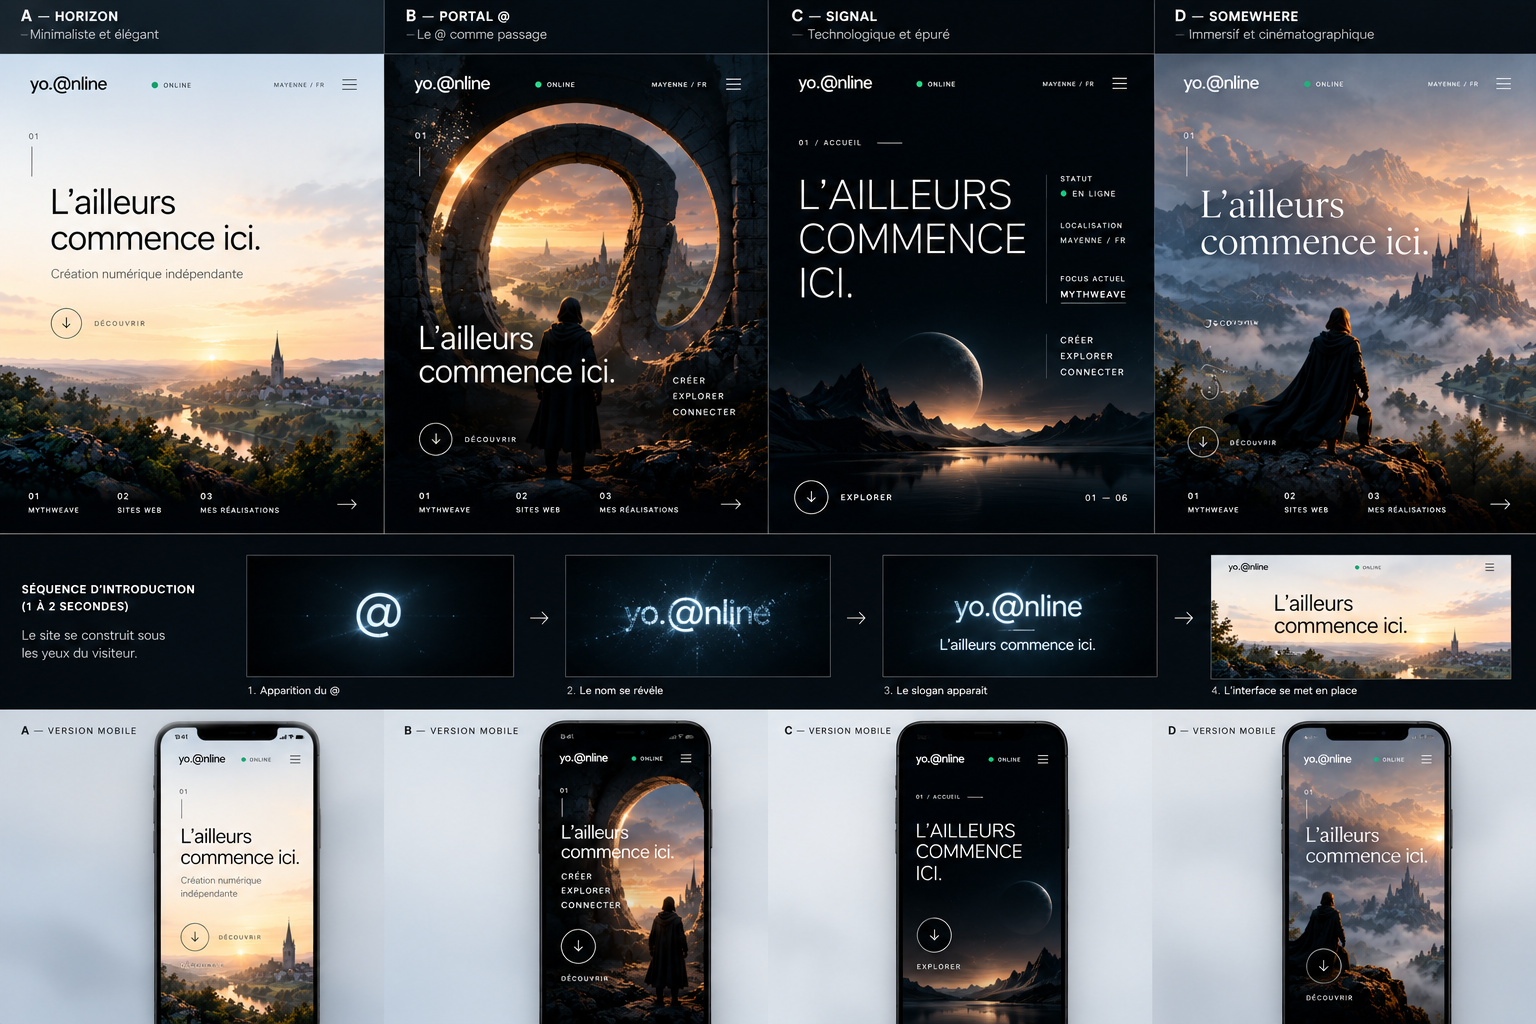 A — HORIZON
— Minimaliste et élégant
yo.@nline
ONLINE
MAYENNE / FR
01
L’ailleurs
commence ici.
Création numérique indépendante
DÉCOUVRIR
01
MYTHWEAVE
02
SITES WEB
03
MES RÉALISATIONS
B — PORTAL @
— Le @ comme passage
yo.@nline
ONLINE
MAYENNE / FR
01
L’ailleurs
commence ici.
CRÉER
EXPLORER
CONNECTER
DÉCOUVRIR
01
MYTHWEAVE
02
SITES WEB
03
MES RÉALISATIONS
C — SIGNAL
— Technologique et épuré
yo.@nline
ONLINE
MAYENNE / FR
01 / ACCUEIL
L’AILLEURS
COMMENCE
ICI.
STATUT
EN LIGNE
LOCALISATION
MAYENNE / FR
FOCUS ACTUEL
MYTHWEAVE
CRÉER
EXPLORER
CONNECTER
EXPLORER
01 — 06
D — SOMEWHERE
— Immersif et cinématographique
yo.@nline
ONLINE
MAYENNE / FR
01
L’ailleurs
commence ici.
DÉCOUVRIR
01
MYTHWEAVE
02
SITES WEB
03
MES RÉALISATIONS
SÉQUENCE D’INTRODUCTION
(1 À 2 SECONDES)
Le site se construit sous
les yeux du visiteur.
@
1. Apparition du @
yo.@nline
2. Le nom se révéle
yo.@nline
L’ailleurs commence ici.
3. Le slogan apparait
yo.@nline
ONLINE
L’ailleurs
commence ici.
4. L’interface se met en place
A — VERSION MOBILE
yo.@nline
ONLINE
01
L’ailleurs
commence ici.
Création numérique
indépendante
DÉCOUVRIR
B — VERSION MOBILE
yo.@nline
ONLINE
01
L’ailleurs
commence ici.
CRÉER
EXPLORER
CONNECTER
DÉCOUVRIR
C — VERSION MOBILE
yo.@nline
ONLINE
01 / ACCUEIL
L’AILLEURS
COMMENCE
ICI.
EXPLORER
D — VERSION MOBILE
yo.@nline
ONLINE
01
L’ailleurs
commence ici.
DÉCOUVRIR